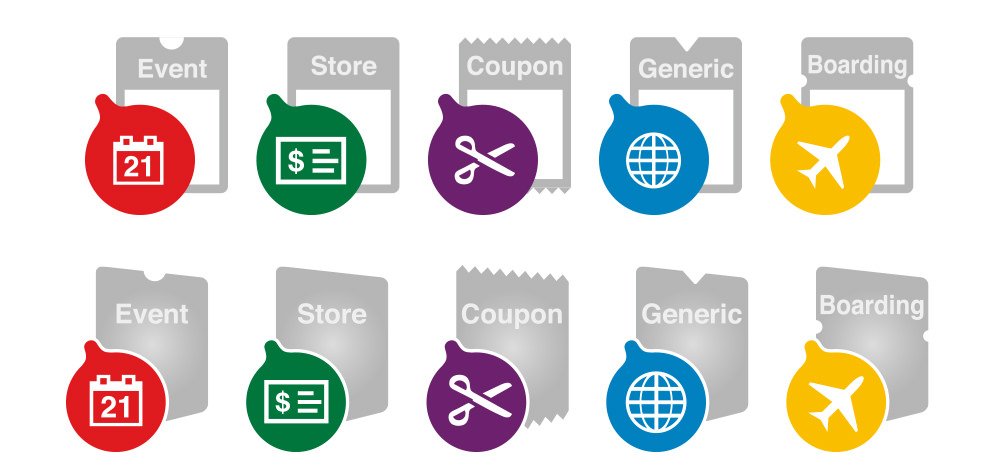 Event
Store
Coupon
Generic
Boarding
21
$
Event
Store
Coupon
Generic
Boarding
21
$